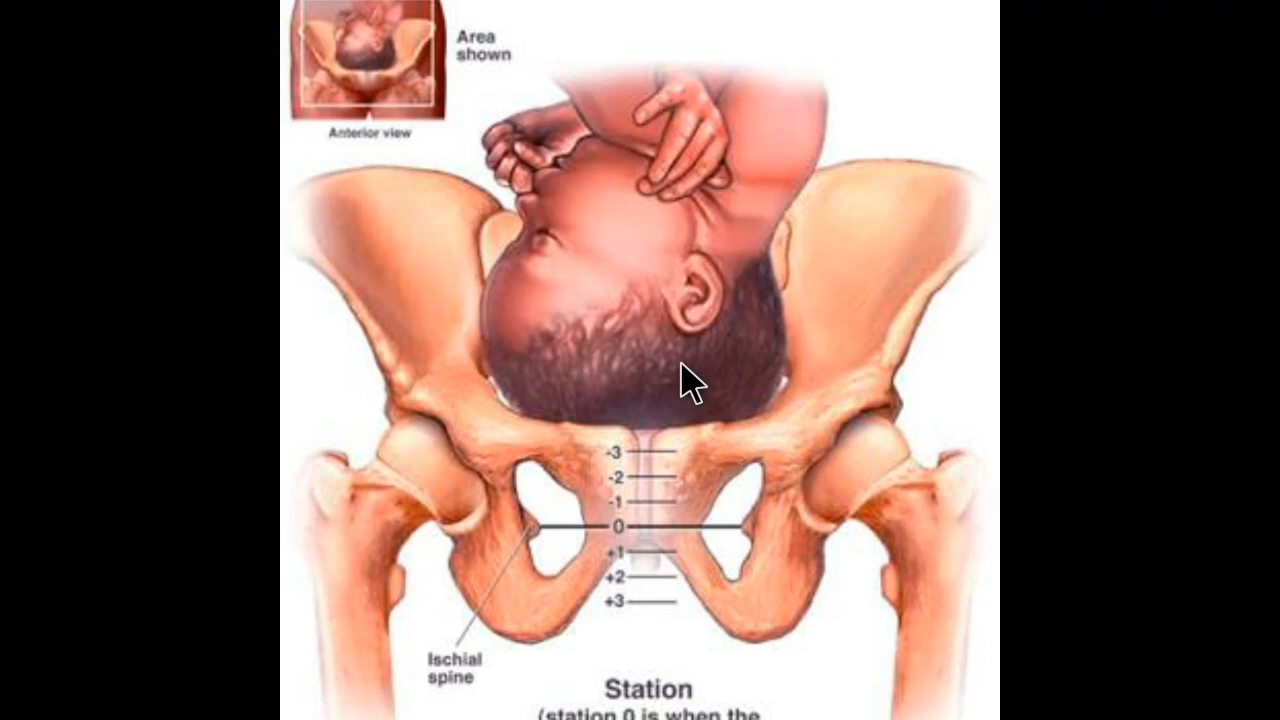 Area
shown
Anterior view
-3
-2
-1
0
+1
+2
+3
Ischial
spine
Station
(station 0 is when the